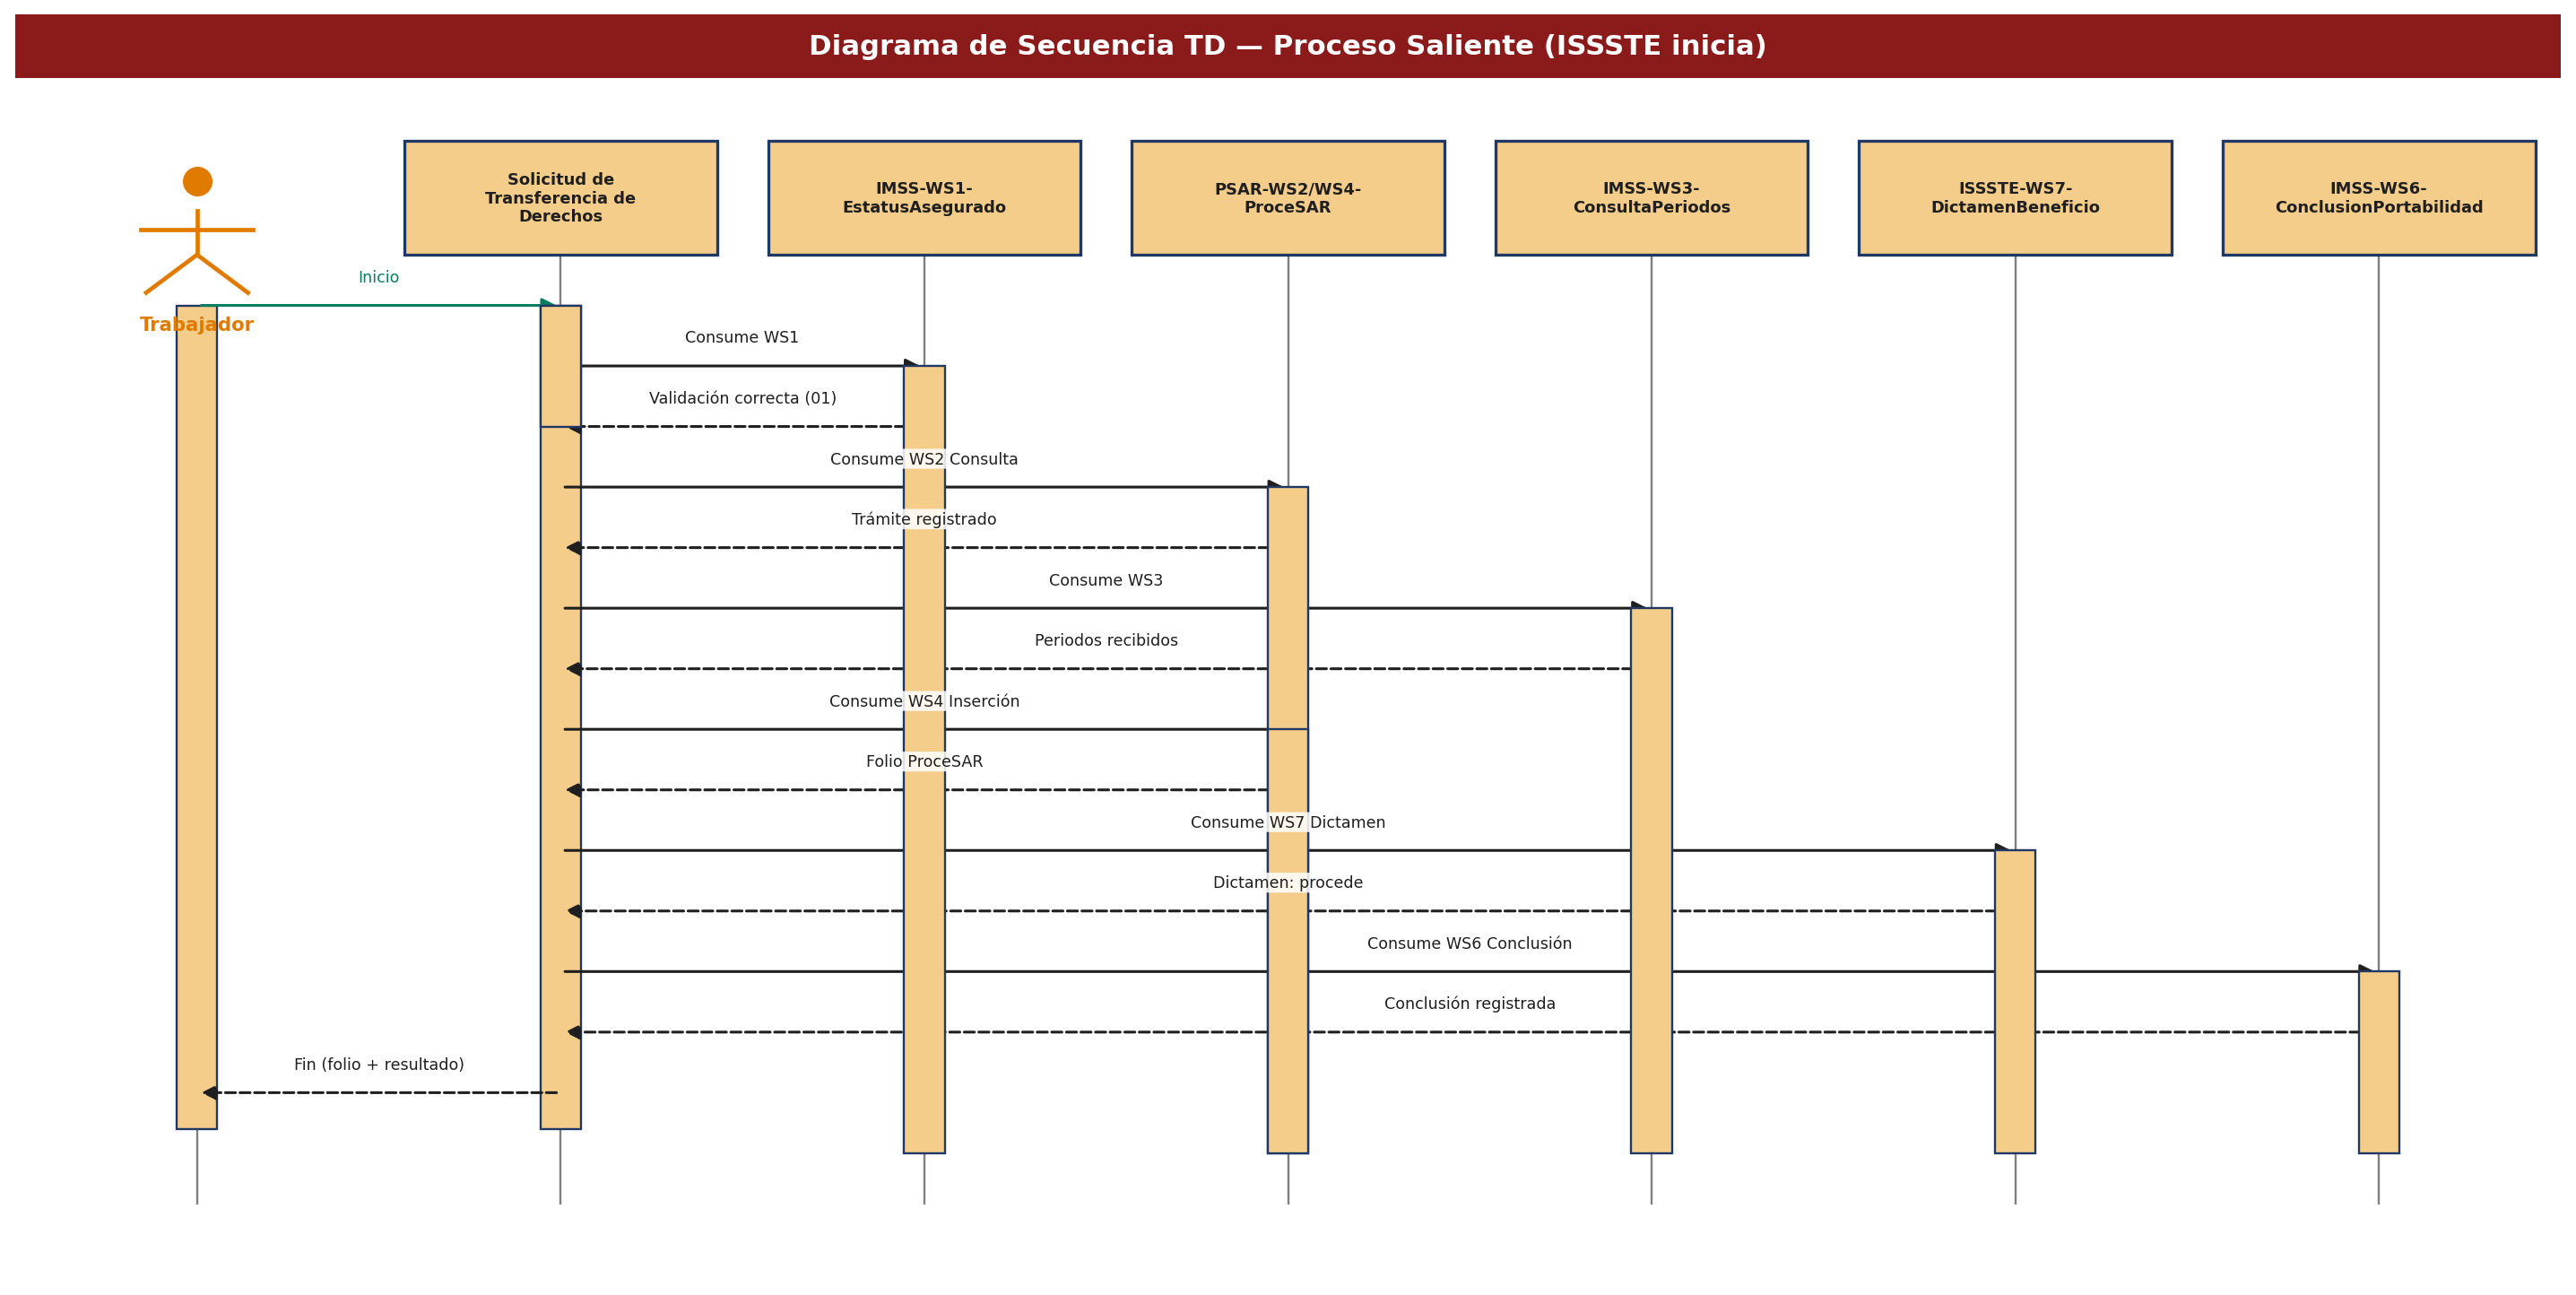 Diagrama de Secuencia TD — Proceso Saliente (ISSSTE inicia)
Solicitud de
Transferencia de
Derechos
IMSS-WS1-
EstatusAsegurado
PSAR-WS2/WS4-
ProceSAR
IMSS-WS3-
ConsultaPeriodos
ISSSTE-WS7-
DictamenBeneficio
IMSS-WS6-
ConclusionPortabilidad
Inicio
Trabajador
Consume WS1
Validación correcta (01)
Consume WS2 Consulta
Trámite registrado
Consume WS3
Periodos recibidos
Consume WS4 Inserción
Folio ProceSAR
Consume WS7 Dictamen
Dictamen: procede
Consume WS6 Conclusión
Conclusión registrada
Fin (folio + resultado)